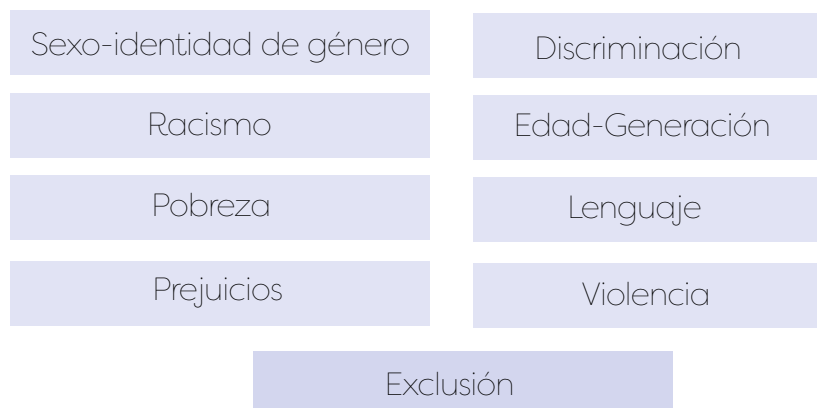 Sexo-identidad de género
Discriminación
Racismo
Edad-Generación
Pobreza
Lenguaje
Prejuicios
Violencia
Exclusión